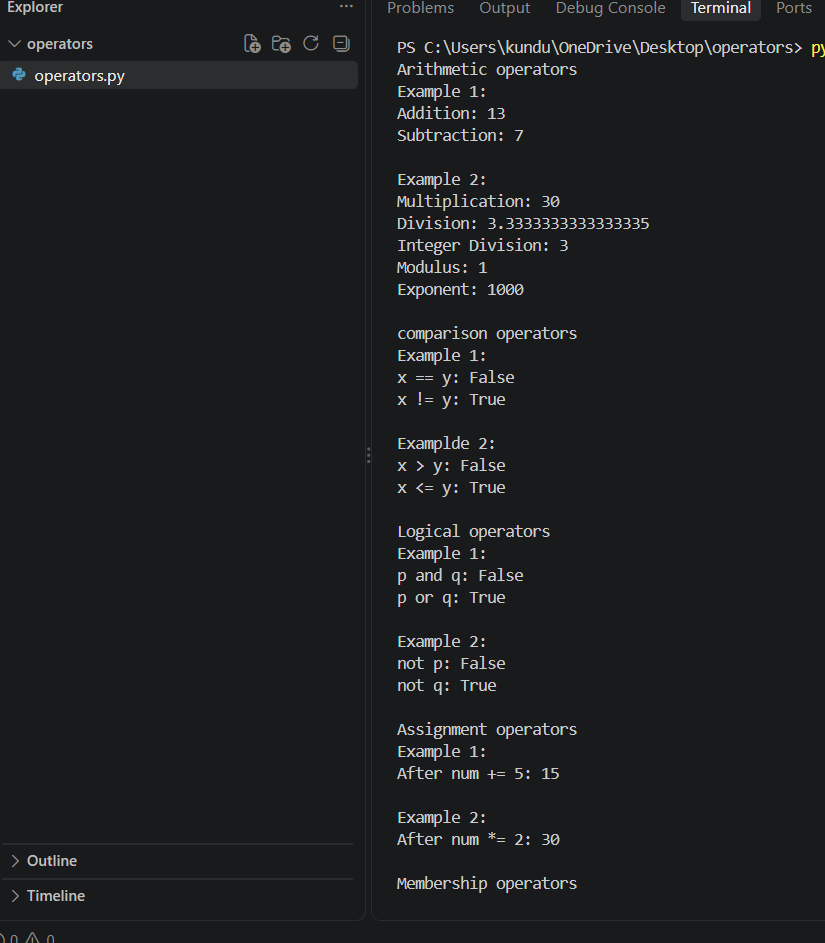 Explorer
operators
operators.py
Outline
Timeline
0 0
Problems Output Debug Console Terminal Ports
PS C:\Users\kundu\OneDrive\Desktop\operators> py
Arithmetic operators
Example 1:
Addition: 13
Subtraction: 7
Example 2:
Multiplication: 30
Division: 3.3333333333333335
Integer Division: 3
Modulus: 1
Exponent: 1000
comparison operators
Example 1:
x == y: False
x != y: True
Examplde 2:
x > y: False
x <= y: True
Logical operators
Example 1:
p and q: False
p or q: True
Example 2:
not p: False
not q: True
Assignment operators
Example 1:
After num += 5: 15
Example 2:
After num *= 2: 30
Membership operators